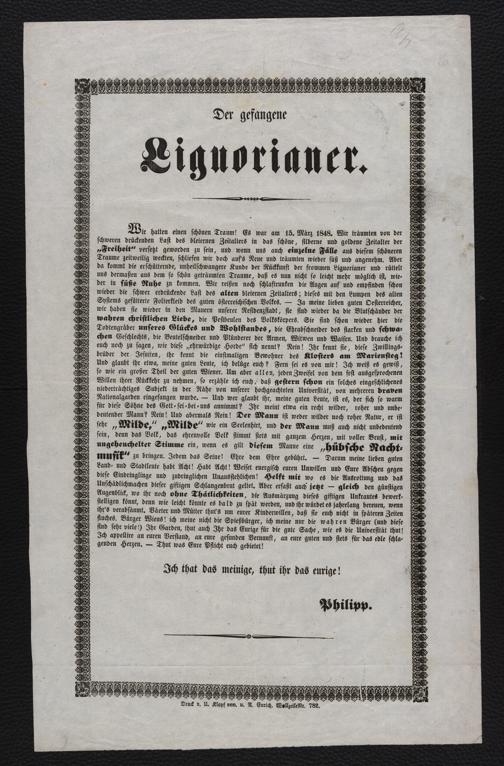 Der gefangene
Liguorianer.
Wir hatten einen schönen Traum! Es war am 15. März 1848. Wir träumten von der
schweren drückenden Last des bleiernen Zeitalters in das schöne, silberne und goldene Zeitalter der
„Freiheit“ versetzt geworden zu sein, und wenn uns auch einzelne Fälle aus diesem schöneren
Traume zeitweilig weckten, schliefen wir doch auf's Neue und träumten wieder süß und angenehm. Aber
da kommt die erschütternde, unheilschwangere Kunde der Rückkunft der frommen Liguorianer und rüttelt
uns dermassen aus dem so schön geträumten Traume, daß es nun nicht so leicht mehr möglich ist, wie-
der in süße Ruhe zu kommen. Wir reißen noch schlaftrunken die Augen auf und empfinden schon
wieder die schwer erdrückende Last des alten bleiernen Zeitalters; dieses mit den Lumpen des alten
Systems gefütterte Folterkleid des guten österreichischen Volkes. — Ja meine lieben guten Oesterreicher,
wir haben sie wieder in den Mauern unserer Residenzstadt, sie sind wieder da die Blutsäuger der
wahren christlichen Liebe, die Pestbeulen des Volkskörpers. Sie sind schon wieder hier die
Todtengräber unseres Glückes und Wohlstandes, die Ehrabschneider des starken und schwa-
chen Geschlechts, die Beutelschneider und Plünderer der Armen, Witwen und Waisen. Und brauche ich
euch noch zu sagen, wie diese „ehrwürdige Horde“ sich nennt? Nein! Ihr kennt sie, diese Zwillings-
brüder der Jesuiten, ihr kennt die einstmaligen Bewohner des Klosters am Marienstieg!
Und glaubt ihr etwa, meine guten Leute, ich belüge euch? Fern sei es von mir! Ich weiß es gewiß,
so wie ein großer Theil der guten Wiener. Um aber allen, jeden Zweifel von den fest ausgesprochenen
Willen ihrer Rückkehr zu nehmen, so erzähle ich euch, daß gestern schon ein solches eingeschlichenes
niederträchtiges Subjekt in der Nähe von unserer hochgeachteten Universität, von mehreren braven
Nationalgarden eingefangen wurde. — Und wer glaubt ihr, meine guten Leute, ist es, der sich so warm
für diese Söhne des Gott-sei-bei-uns annimmt? Ihr meint etwa ein recht wilder, roher und unbe-
deutender Mann? Nein! Und abermals Nein! Der Mann ist weder wilder noch roher Natur, er ist
sehr „Milde,“ „Milde“ wie ein Seelenhirt, und der Mann muß auch nicht unbedeutend
sein, denn das Volk, das ehrenvolle Volk stimmt stets mit ganzem Herzen, mit voller Brust, mit
ungeheuchelter Stimme ein, wenn es gilt diesem Manne eine „hübsche Nacht-
musik“ zu bringen. Jedem das Seine! Ehre dem Ehre gebührt. — Darum meine lieben guten
Land- und Stadtleute habt Acht! Habt Acht! Weiset energisch euren Unwillen und Eure Abscheu gegen
diese Eindringlinge und zudringlichen Unausstehlichen! Helfet mit wo es die Ausrottung und das
Unschädlichmachen dieser giftigen Schlangenbrut gilt. Aber erfaßt auch jetzt — gleich den günstigen
Augenblick, wo ihr noch ohne Thätlichkeiten, die Ausmärzung dieses giftigen Unkrautes bewerk-
stelligen könnt, denn wie leicht könnte es bald zu spät werden, und ihr würdet es jahrelang bereuen, wenn
ihr's verabsäumt. Väter und Mütter thut's um eurer Kinder willen, daß sie euch nicht in späteren Zeiten
fluchen. Bürger Wiens! ich meine nicht die Spießbürger, ich meine nur die wahren Bürger (und diese
sind sehr viele!) Ihr Garden, thut auch Ihr das Eurige für die gute Sache, wie es die Universität thut!
Ich appellire an euren Verstand, an eure gesunden Vernunft, an eure guten und stets für das edle schla-
genden Herzen. — Thut was Eure Pflicht euch gebietet!
Ich that das meinige, thut ihr das eurige!
Philipp.
Druck v. U. Klopf sen. u. A. Eurich, Wollzeile Nr. 782.